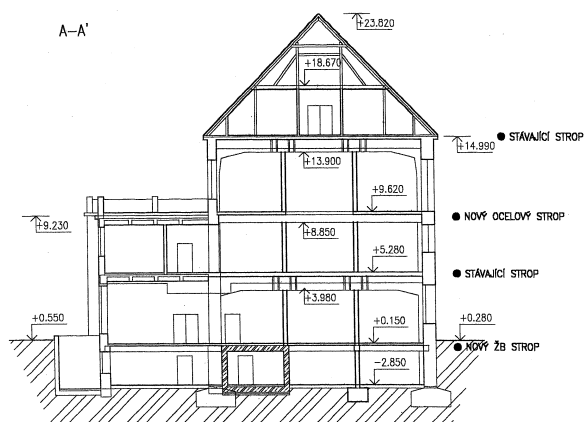 A-A'
+23.820
+18.670
STÁVAJÍCÍ STROP
+14.990
+13.900
+9.620
NOVÝ OCELOVÝ STROP
+9.230
+8.850
+5.280
STÁVAJÍCÍ STROP
+3.980
+0.550
+0.150
+0.280
NOVÝ ŽB STROP
-2.850